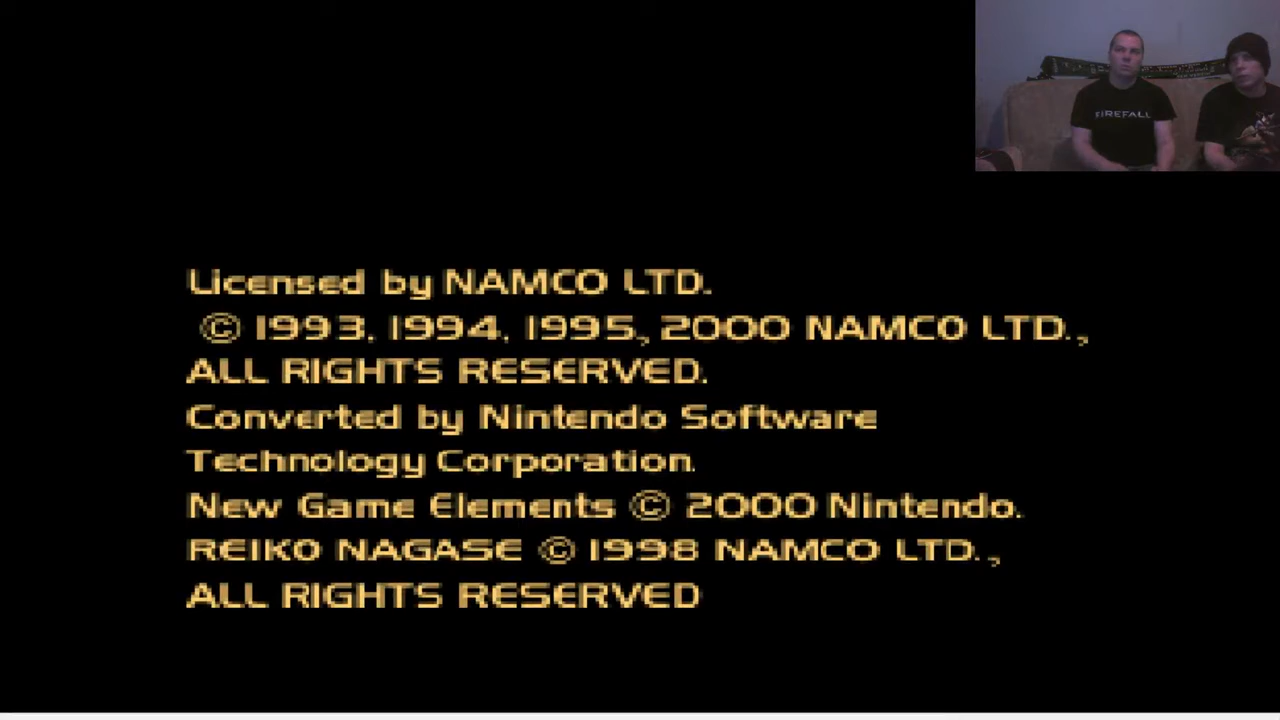 FIREFALL
Licensed by NAMCO LTD.
© 1993, 1994, 1995, 2000 NAMCO LTD.,
ALL RIGHTS RESERVED.
Converted by Nintendo Software
Technology Corporation.
New Game Elements © 2000 Nintendo.
REIKO NAGASE © 1998 NAMCO LTD.,
ALL RIGHTS RESERVED